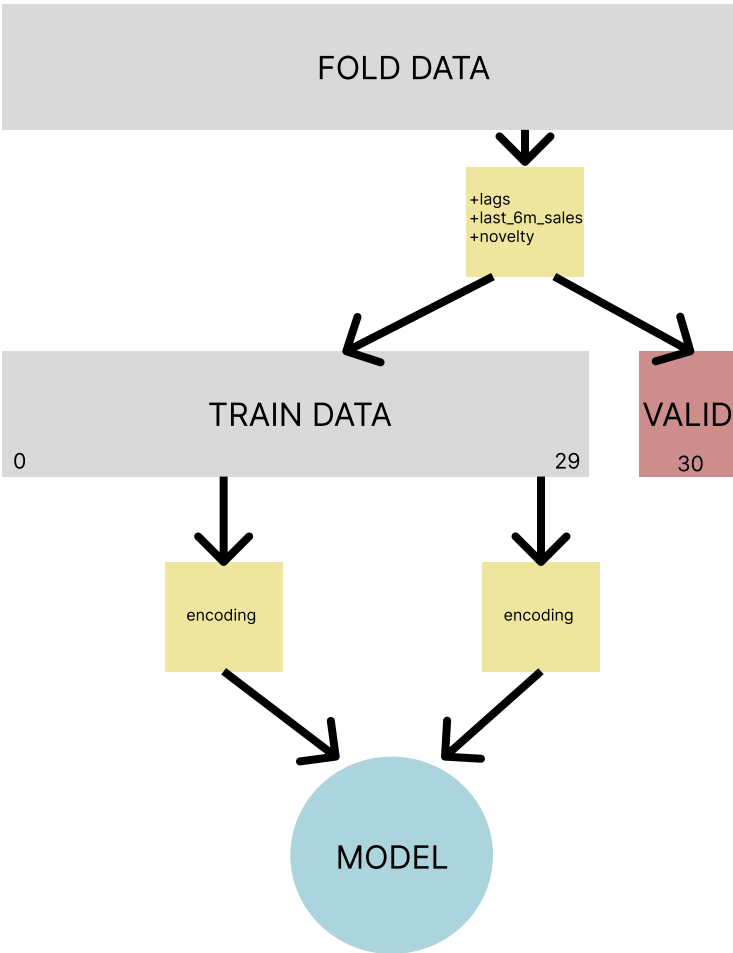 FOLD DATA
+lags
+last_6m_sales
+novelty
TRAIN DATA
0
29
VALID
30
encoding
encoding
MODEL